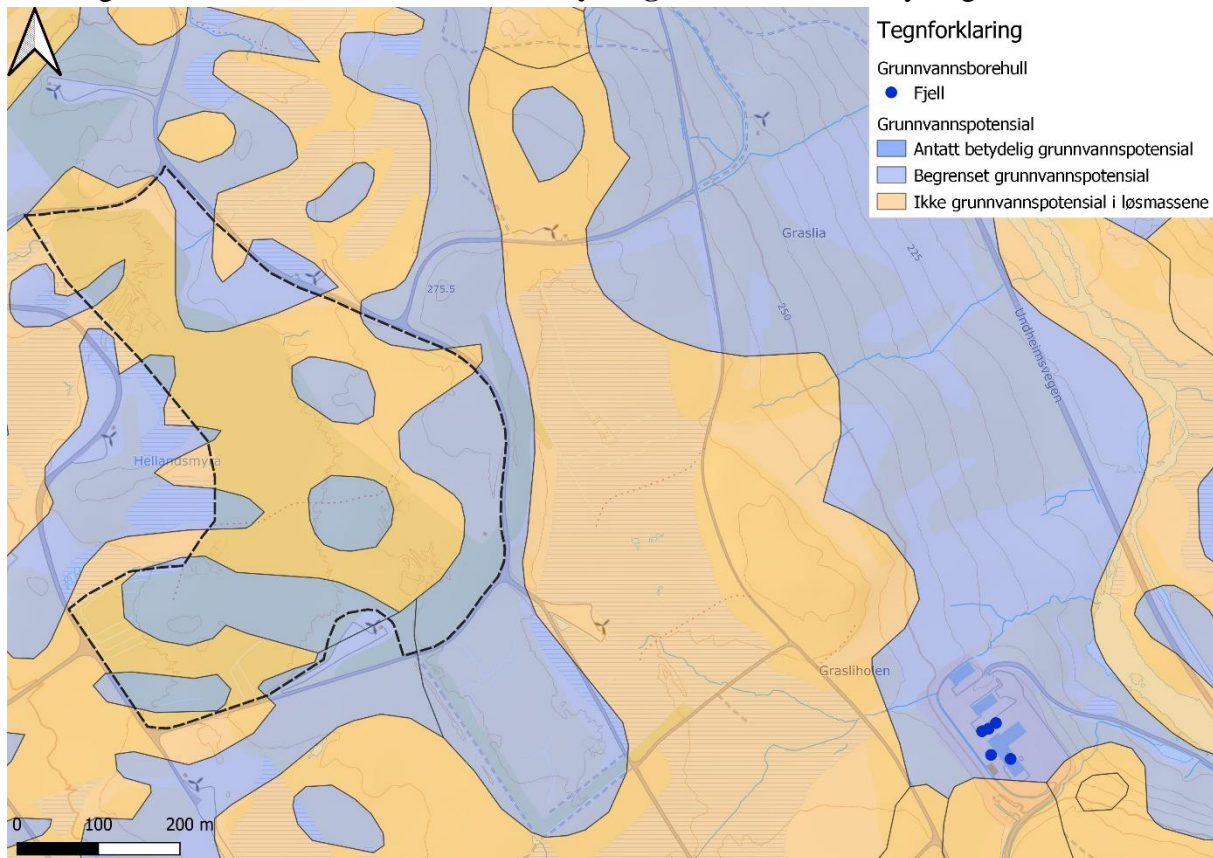 Tegnforklaring
Grunnvannsborehull
Fjell
Grunnvannspotensial
Antatt betydelig grunnvannspotensial
Begrenset grunnvannspotensial
Ikke grunnvannspotensial i løsmassene
Graslia
225
275.5
250
Undheimsvegen
Hellandsmyra
Grasliholen
0 100 200 m